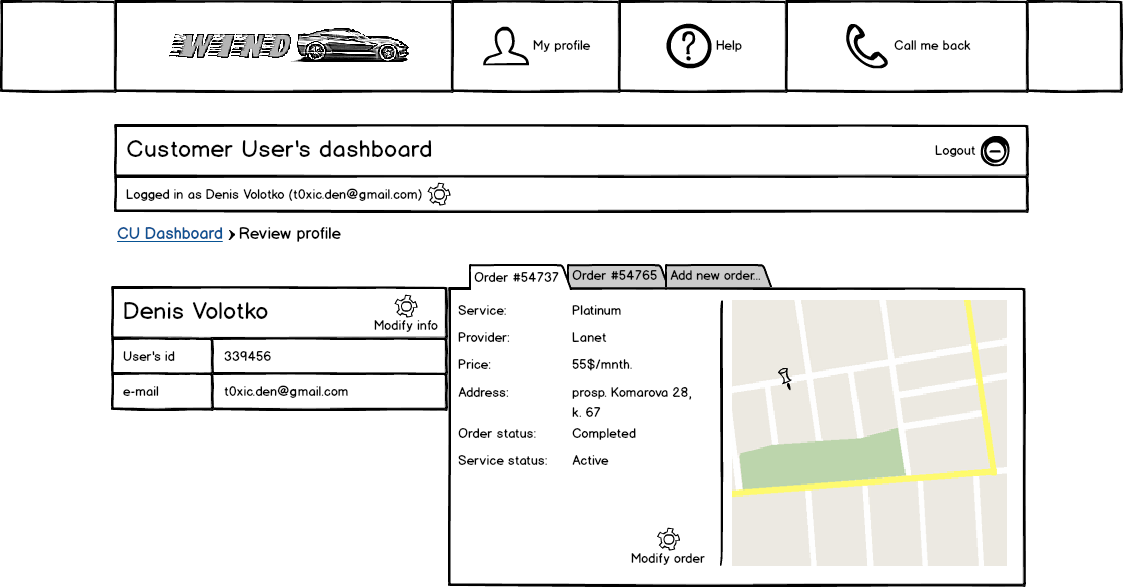 WIND
My profile
Help
Call me back
Customer User's dashboard
Logout
Logged in as Denis Volotko (t0xic.den@gmail.com)
CU Dashboard > Review profile
Order #54737
Order #54765
Add new order...
Denis Volotko
Modify info
User's id 339456
e-mail t0xic.den@gmail.com
Service: Platinum
Provider: Lanet
Price: 55$/mnth.
Address: prosp. Komarova 28,
k. 67
Order status: Completed
Service status: Active
Modify order